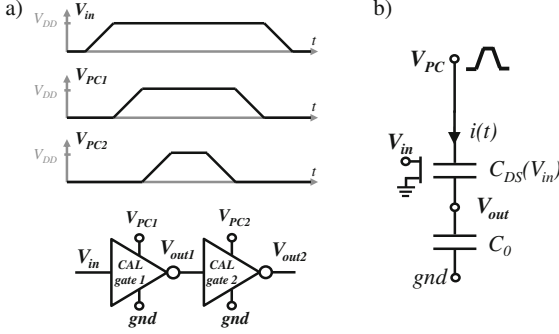 a)
V_DD
V_in
t
V_DD
V_PC1
t
V_DD
V_PC2
t
V_PC1
V_PC2
V_in
V_out1
V_out2
CAL
gate 1
CAL
gate 2
gnd
gnd
b)
V_PC
i(t)
V_in
C_DS(V_in)
V_out
C_0
gnd